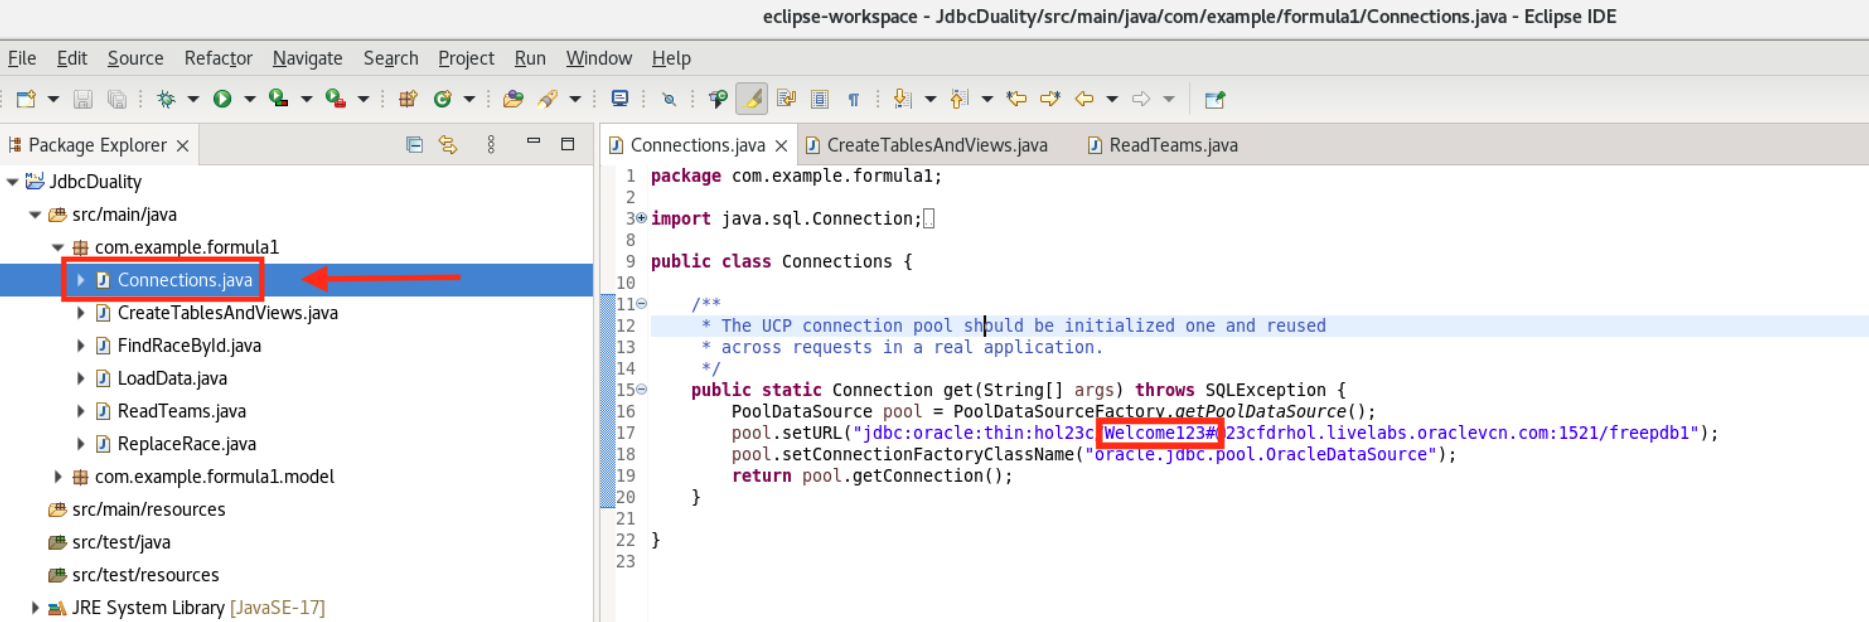 eclipse-workspace - JdbcDuality/src/main/java/com/example/formula1/Connections.java - Eclipse IDE
File Edit Source Refactor Navigate Search Project Run Window Help
Package Explorer
JdbcDuality
src/main/java
com.example.formula1
Connections.java
CreateTablesAndViews.java
FindRaceById.java
LoadData.java
ReadTeams.java
ReplaceRace.java
com.example.formula1.model
src/main/resources
src/test/java
src/test/resources
JRE System Library [JavaSE-17]
Connections.java CreateTablesAndViews.java ReadTeams.java
1 package com.example.formula1;
2
3 import java.sql.Connection;
8
9 public class Connections {
10
11 /**
12 * The UCP connection pool should be initialized one and reused
13 * across requests in a real application.
14 */
15 public static Connection get(String[] args) throws SQLException {
16 PoolDataSource pool = PoolDataSourceFactory.getPoolDataSource();
17 pool.setURL("jdbc:oracle:thin:hol23c/Welcome123#@23cfdrhol.livelabs.oraclevcn.com:1521/freepdb1");
18 pool.setConnectionFactoryClassName("oracle.jdbc.pool.OracleDataSource");
19 return pool.getConnection();
20 }
21
22 }
23